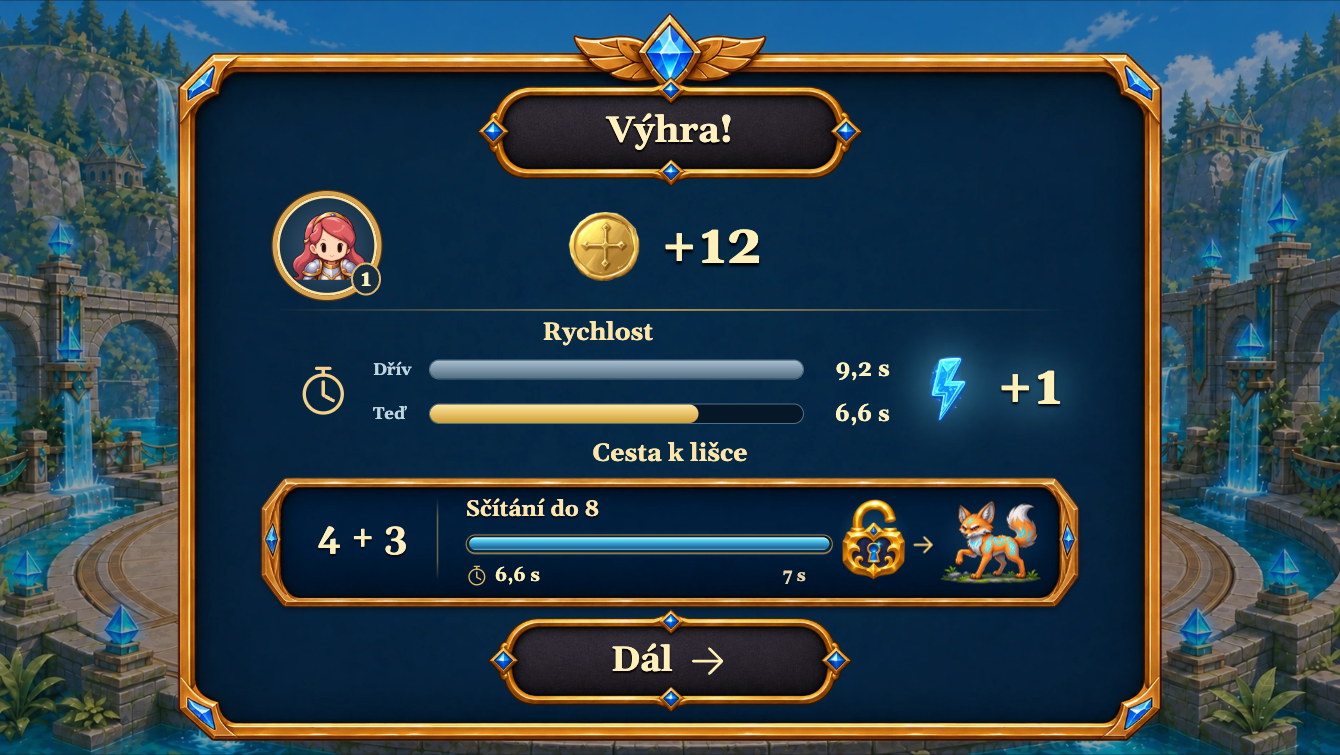 Výhra!
1
+12
Rychlost
Dřív 9,2 s
Teď 6,6 s
+1
Cesta k lišce
4 + 3
Sčítání do 8
6,6 s 7 s
Dál →